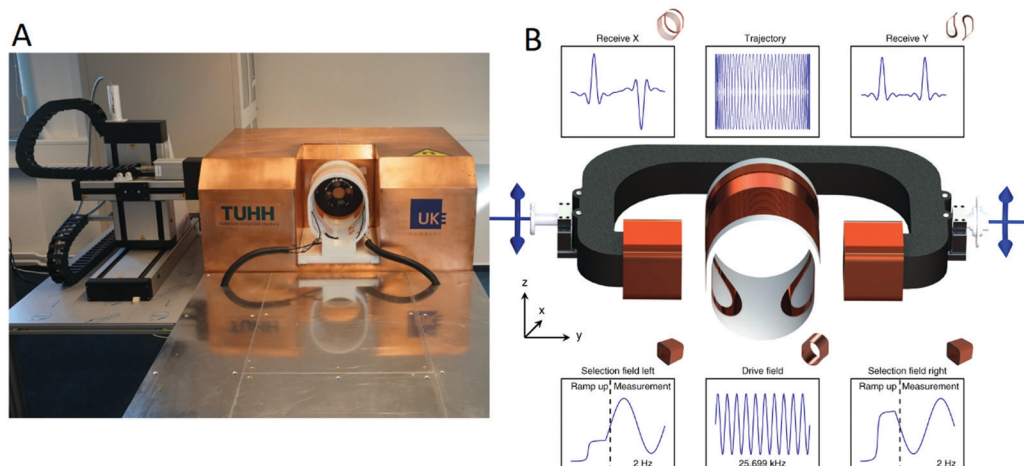 A
TUHH
UKE
HAMBURG
B
Receive X
Trajectory
Receive Y
z
x
y
Selection field left
Ramp up
Measurement
2 Hz
Drive field
25.699 kHz
Selection field right
Ramp up
Measurement
2 Hz